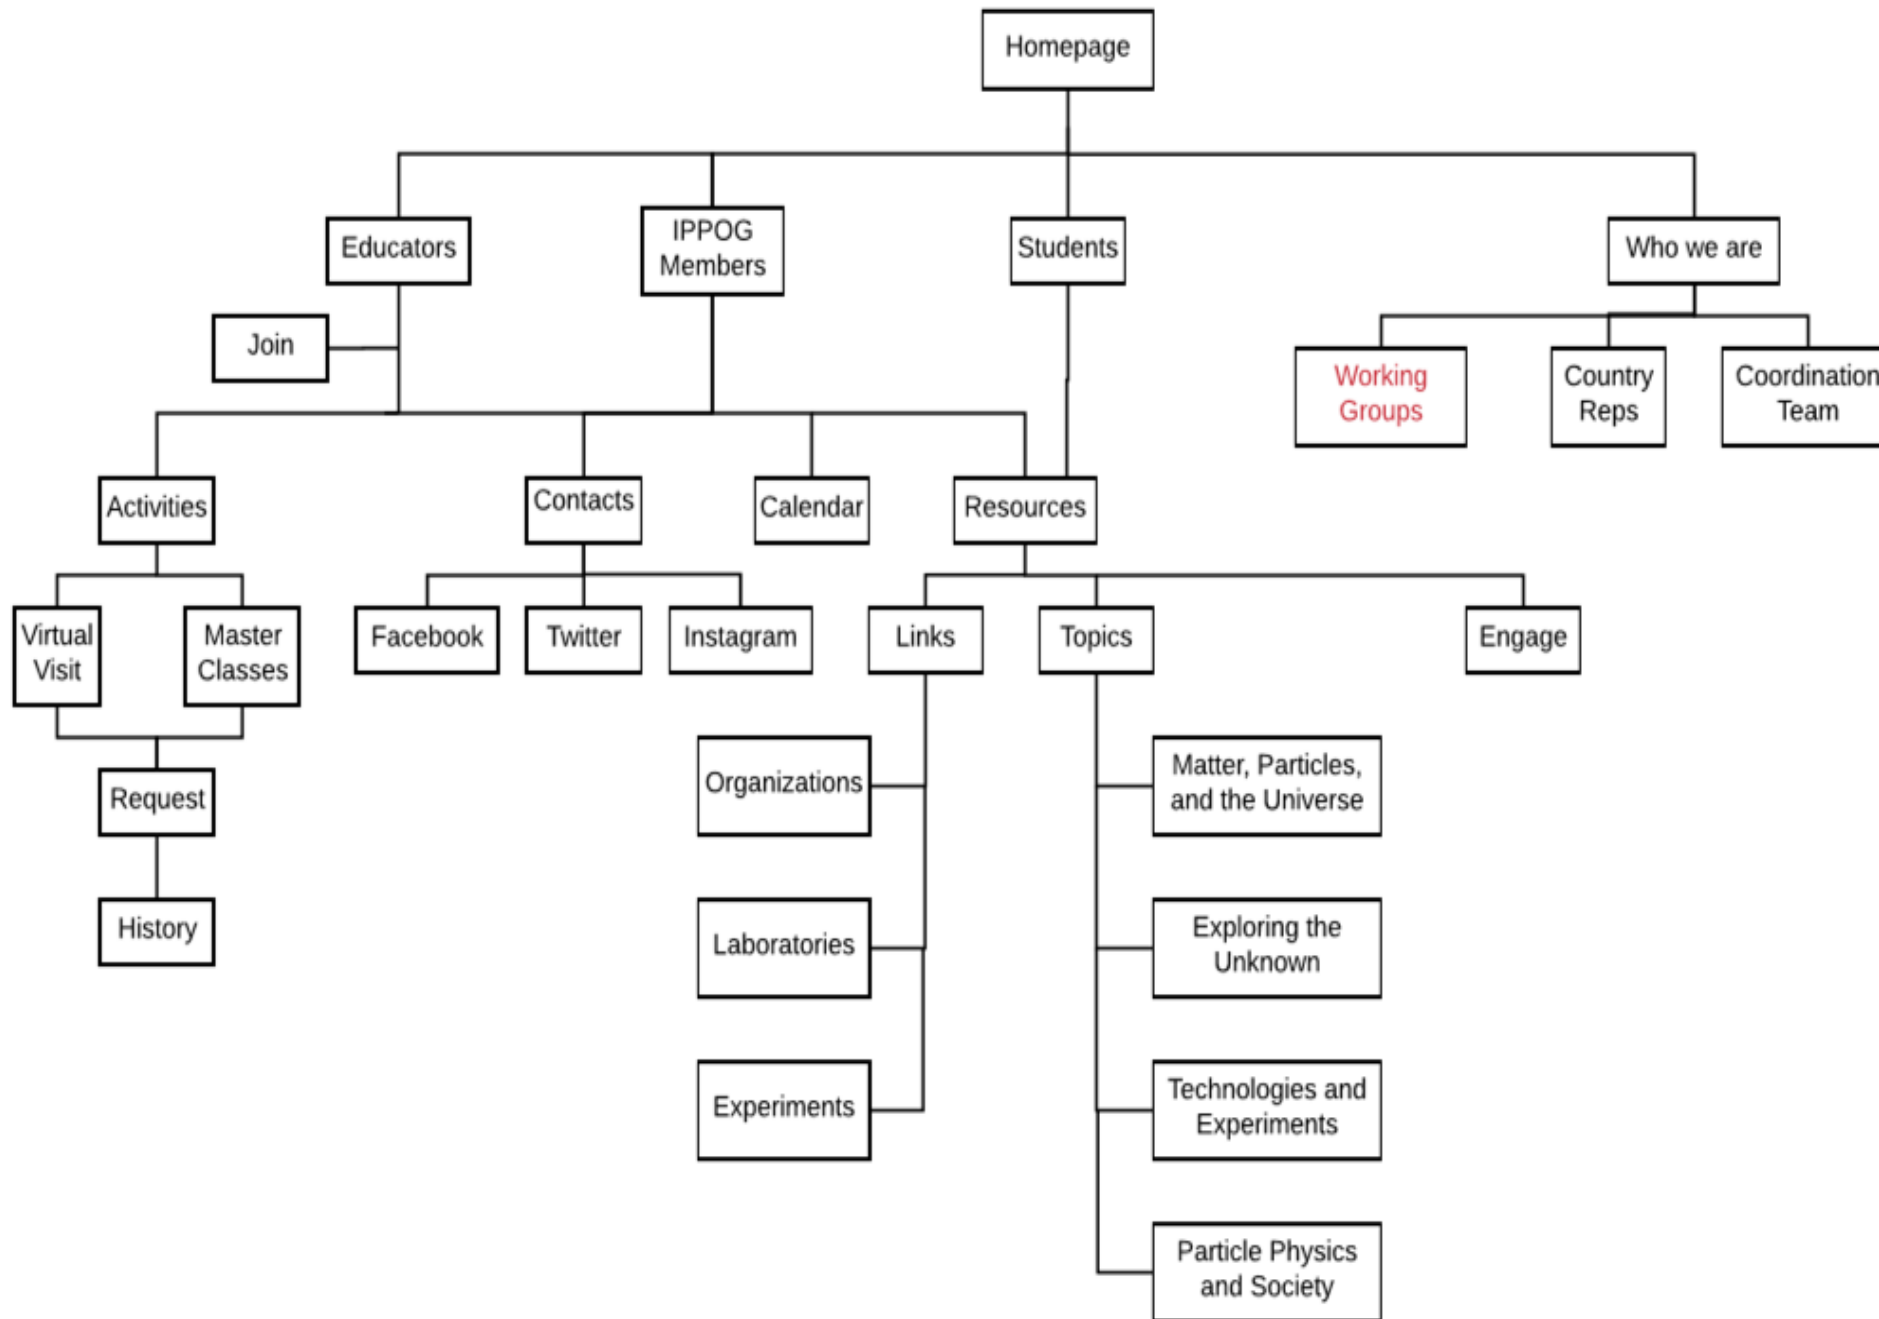 Homepage
Educators
IPPOG
Members
Students
Who we are
Join
Working
Groups
Country
Reps
Coordination
Team
Activities
Contacts
Calendar
Resources
Virtual
Visit
Master
Classes
Facebook
Twitter
Instagram
Links
Topics
Engage
Organizations
Matter, Particles,
and the Universe
Request
History
Laboratories
Exploring the
Unknown
Experiments
Technologies and
Experiments
Particle Physics
and Society